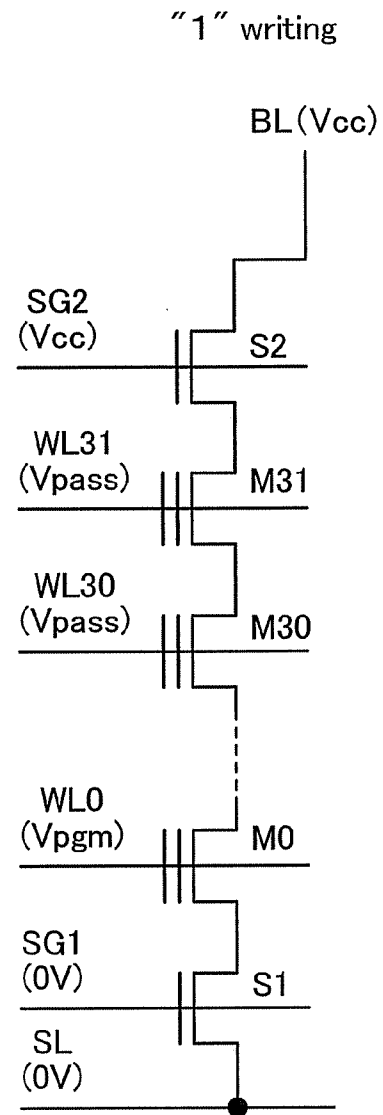 "1" writing
BL(Vcc)
SG2
(Vcc)
S2
WL31
(Vpass)
M31
WL30
(Vpass)
M30
WL0
(Vpgm)
M0
SG1
(0V)
S1
SL
(0V)